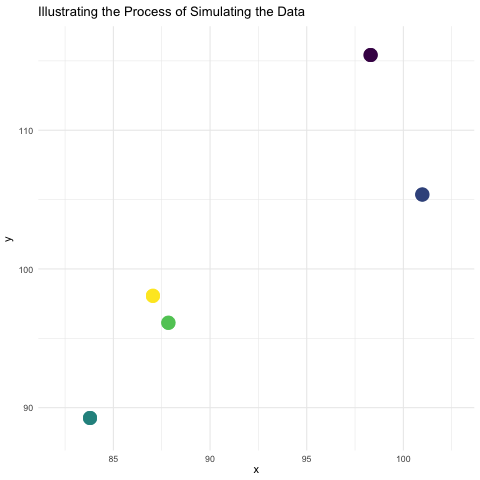 Illustrating the Process of Simulating the Data
110
100
90
y
85 90 95 100
x